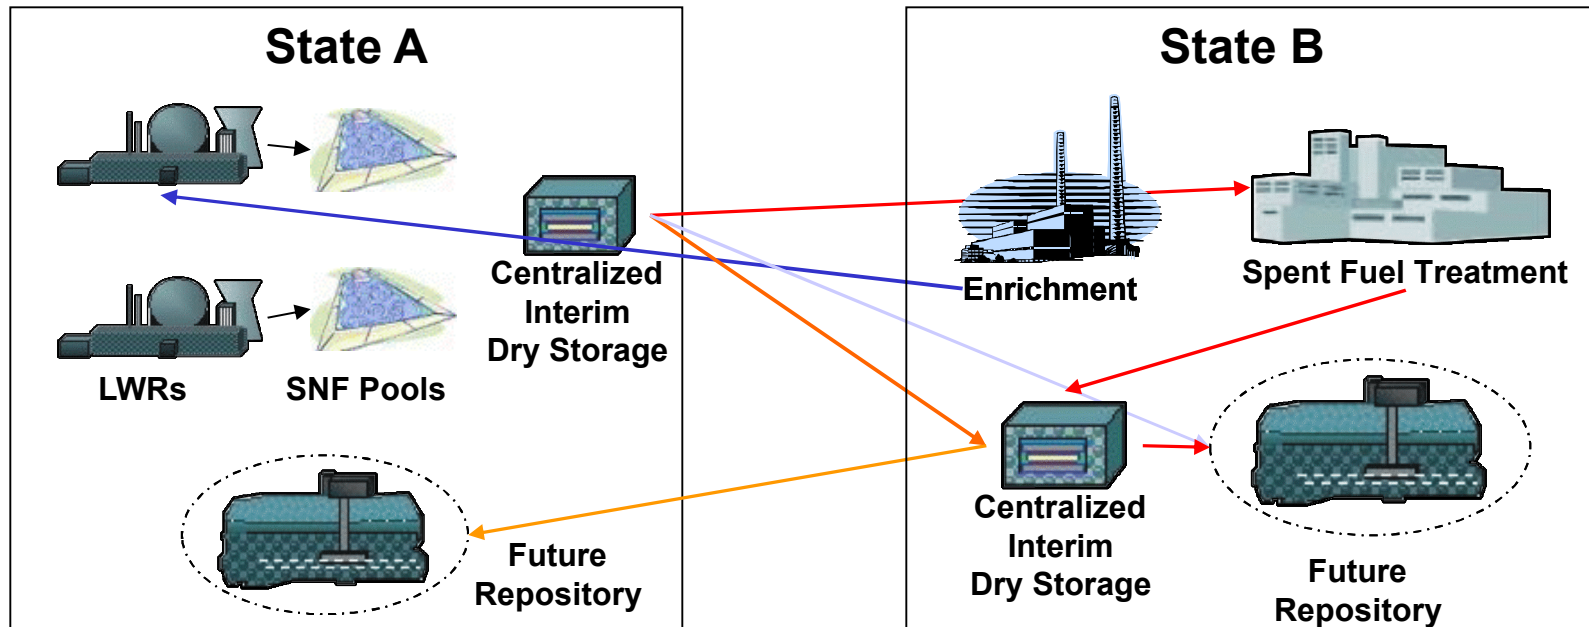 State A
State B
Centralized
Interim
Dry Storage
Enrichment
Spent Fuel Treatment
LWRs
SNF Pools
Future
Repository
Centralized
Interim
Dry Storage
Future
Repository